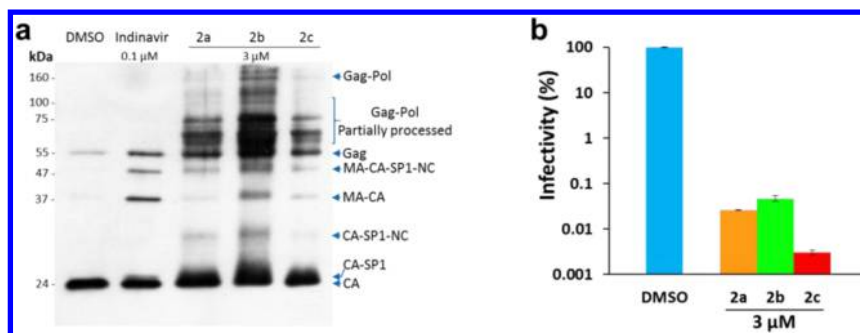 a
DMSO Indinavir 2a 2b 2c
kDa 0.1 µM 3 µM
160 -
100 -
75 -
55 -
47 -
37 -
24 -
Gag-Pol
Gag-Pol
Partially processed
Gag
MA-CA-SP1-NC
MA-CA
CA-SP1-NC
CA-SP1
CA
b
Infectivity (%)
100
10
1
0.1
0.01
0.001
DMSO 2a 2b 2c
3 µM